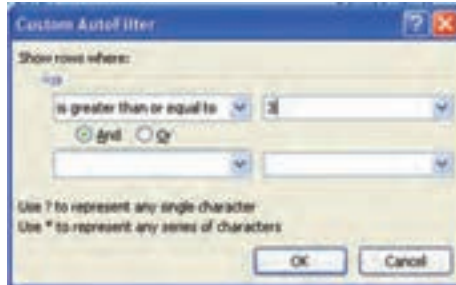 Custom AutoFilter
Show rows where:
is greater than or equal to 3
And Or
Use ? to represent any single character
Use * to represent any series of characters
OK Cancel